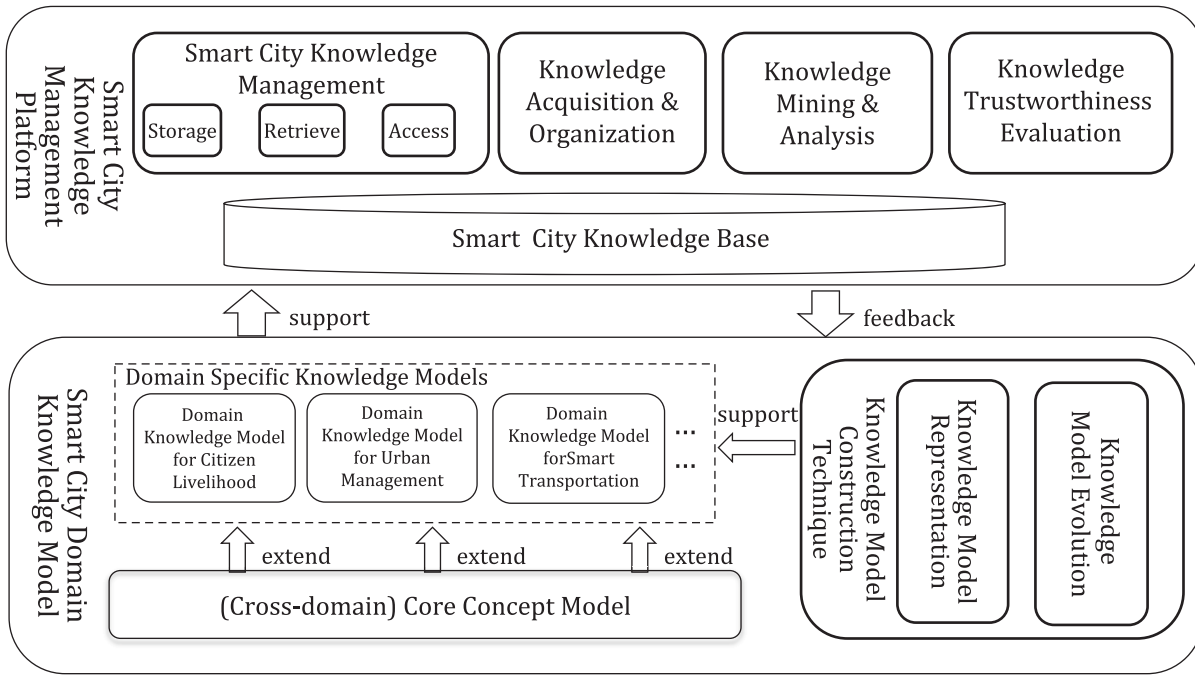 Smart City
Knowledge
Management
Platform
Smart City Knowledge
Management
Storage
Retrieve
Access
Knowledge
Acquisition &
Organization
Knowledge
Mining &
Analysis
Knowledge
Trustworthiness
Evaluation
Smart City Knowledge Base
support
feedback
Smart City Domain
Knowledge Model
Domain Specific Knowledge Models
Domain
Knowledge Model
for Citizen
Livelihood
Domain
Knowledge Model
for Urban
Management
Domain
Knowledge Model
forSmart
Transportation
...
...
support
extend
extend
extend
(Cross-domain) Core Concept Model
Knowledge Model
Construction
Technique
Knowledge Model
Representation
Knowledge
Model Evolution